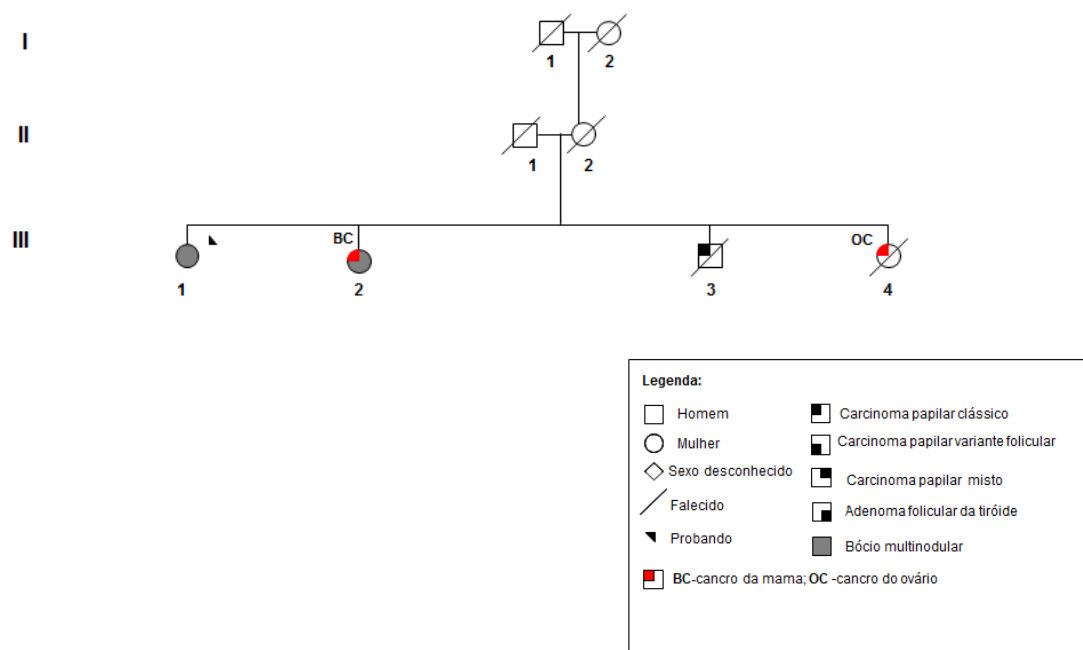 I
1 2
II
1 2
III
BC OC
1 2 3 4
Legenda:
Homem Carcinoma papilar clássico
Mulher Carcinoma papilar variante folicular
Sexo desconhecido Carcinoma papilar misto
Falecido Adenoma folicular da tiróide
Probando Bócio multinodular
BC-cancro da mama; OC -cancro do ovário